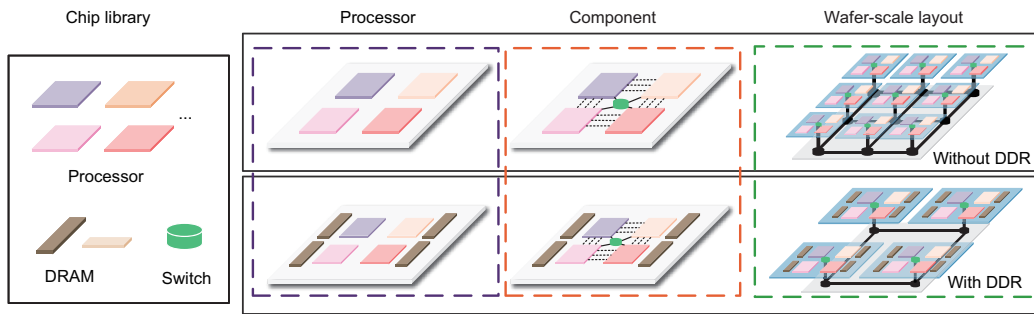 Chip library
Processor
Component
Wafer-scale layout
...
Processor
DRAM
Switch
Without DDR
With DDR